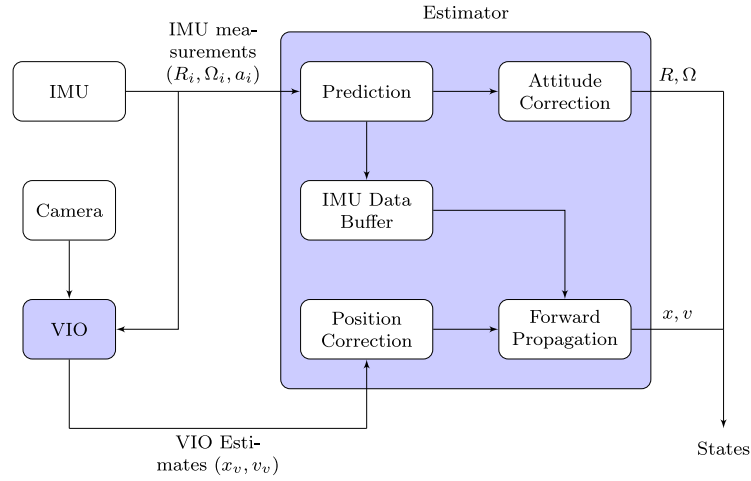 Estimator
IMU mea-
surements
(R_i, Ω_i, a_i)
IMU
Prediction
Attitude
Correction
R, Ω
Camera
IMU Data
Buffer
VIO
Position
Correction
Forward
Propagation
x, v
VIO Esti-
mates (x_v, v_v)
States